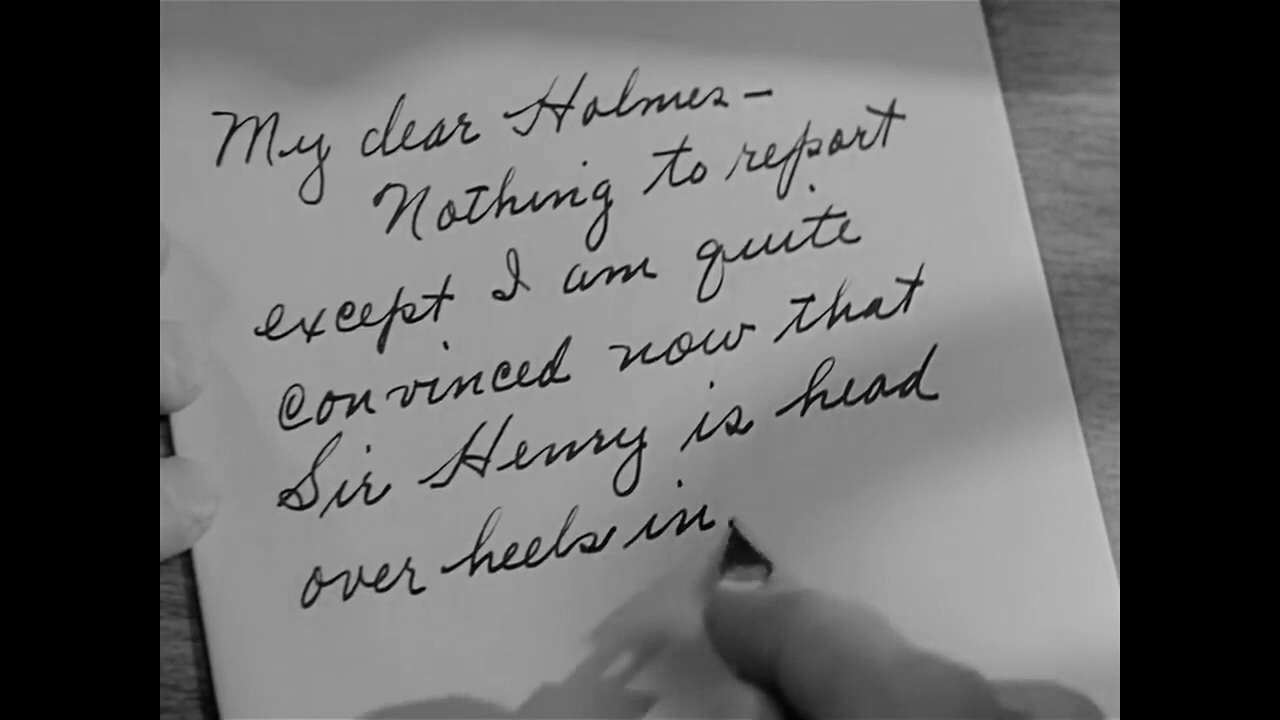 My dear Holmes-
Nothing to report
except I am quite
convinced now that
Sir Henry is head
over heels in